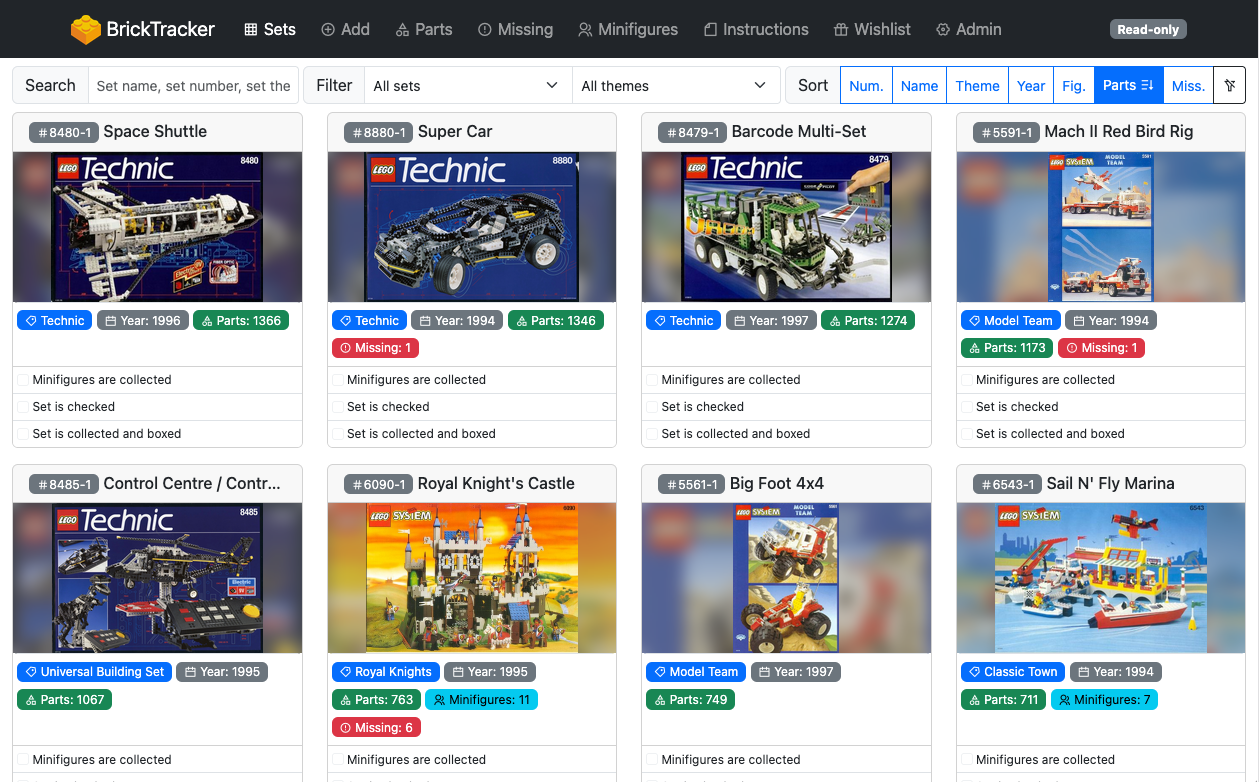 BrickTracker Sets Add Parts Missing Minifigures Instructions Wishlist Admin Read-only
Search Set name, set number, set the Filter All sets All themes Sort Num. Name Theme Year Fig. Parts Miss.
#8480-1 Space Shuttle
LEGO Technic 8480
Technic Year: 1996 Parts: 1366
Minifigures are collected
Set is checked
Set is collected and boxed
#8880-1 Super Car
LEGO Technic 8880
Technic Year: 1994 Parts: 1346
Missing: 1
Minifigures are collected
Set is checked
Set is collected and boxed
#8479-1 Barcode Multi-Set
LEGO Technic 8479
Technic Year: 1997 Parts: 1274
Minifigures are collected
Set is checked
Set is collected and boxed
#5591-1 Mach II Red Bird Rig
LEGO SYSTEM MODEL TEAM 5591
Model Team Year: 1994
Parts: 1173 Missing: 1
Minifigures are collected
Set is checked
Set is collected and boxed
#8485-1 Control Centre / Contr...
LEGO Technic 8485
Universal Building Set Year: 1995
Parts: 1067
Minifigures are collected
#6090-1 Royal Knight's Castle
LEGO SYSTEM 6090
Royal Knights Year: 1995
Parts: 763 Minifigures: 11
Missing: 6
Minifigures are collected
#5561-1 Big Foot 4x4
LEGO SYSTEM MODEL TEAM 5561
Model Team Year: 1997
Parts: 749
Minifigures are collected
#6543-1 Sail N' Fly Marina
LEGO SYSTEM 6543
Classic Town Year: 1994
Parts: 711 Minifigures: 7
Minifigures are collected